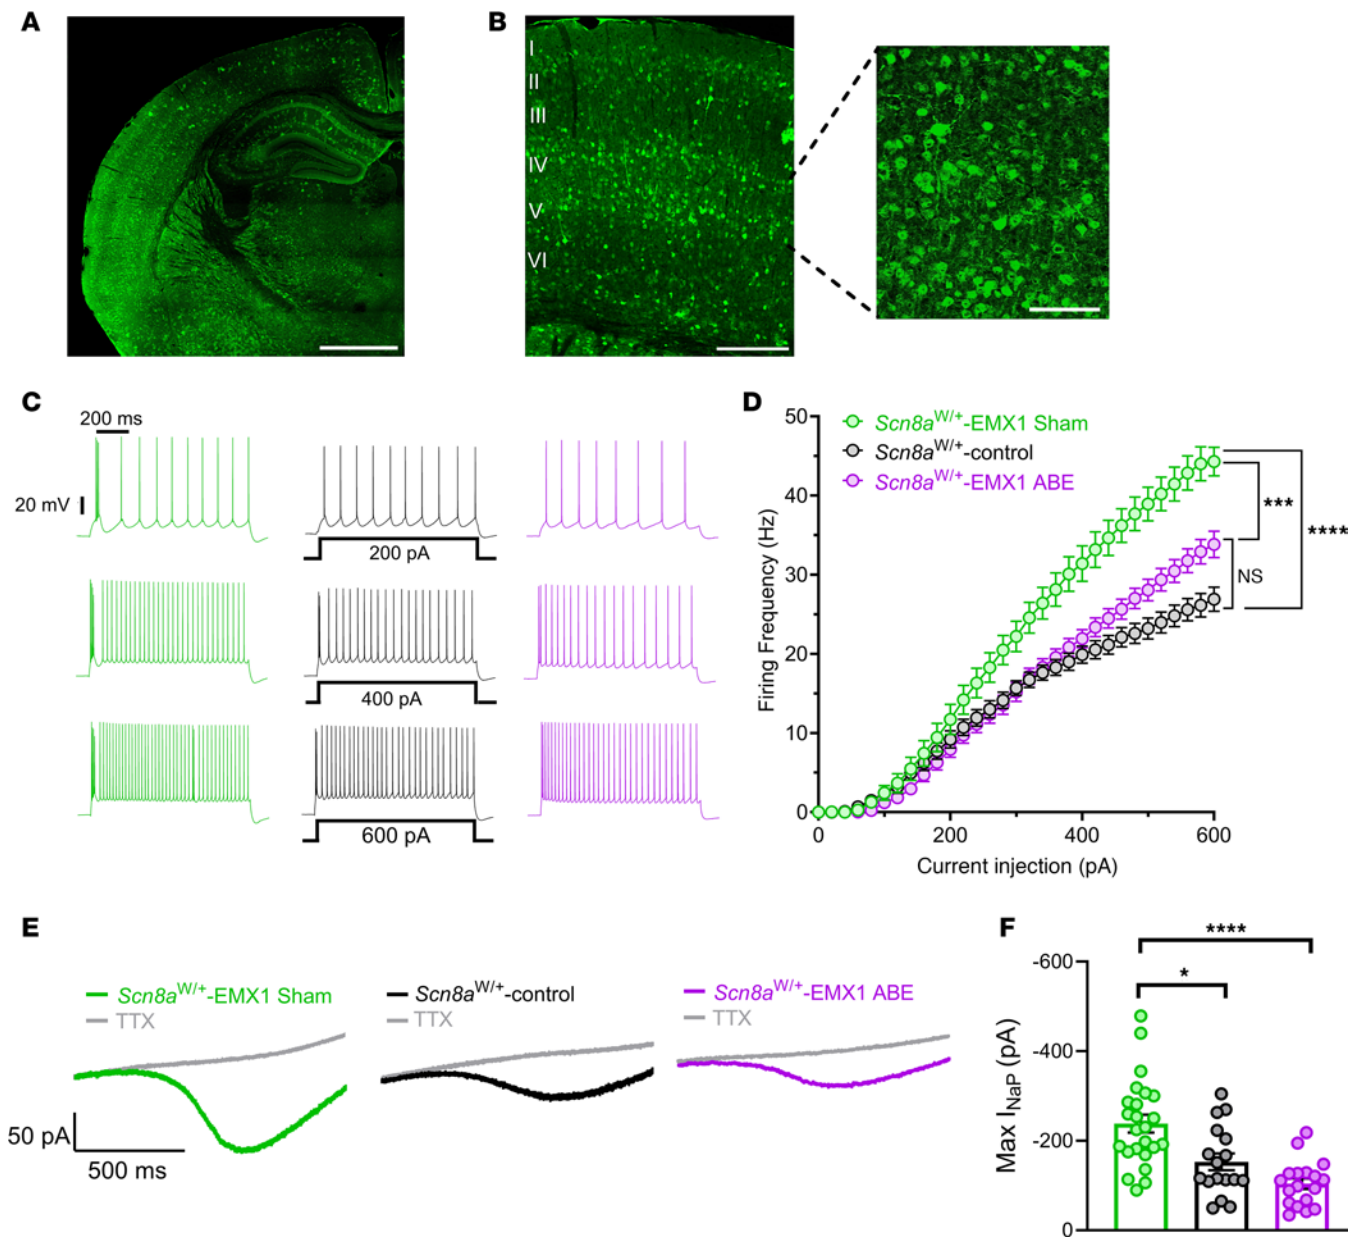 A
B
I
II
III
IV
V
VI
C
200 ms
20 mV
200 pA
400 pA
600 pA
D
Firing Frequency (Hz)
50
40
30
20
10
0
Scn8aW/+-EMX1 Sham
Scn8aW/+-control
Scn8aW/+-EMX1 ABE
***
****
NS
0
200
400
600
Current injection (pA)
E
Scn8aW/+-EMX1 Sham
TTX
Scn8aW/+-control
TTX
Scn8aW/+-EMX1 ABE
TTX
50 pA
500 ms
F
****
*
Max INaP (pA)
-600
-400
-200
0